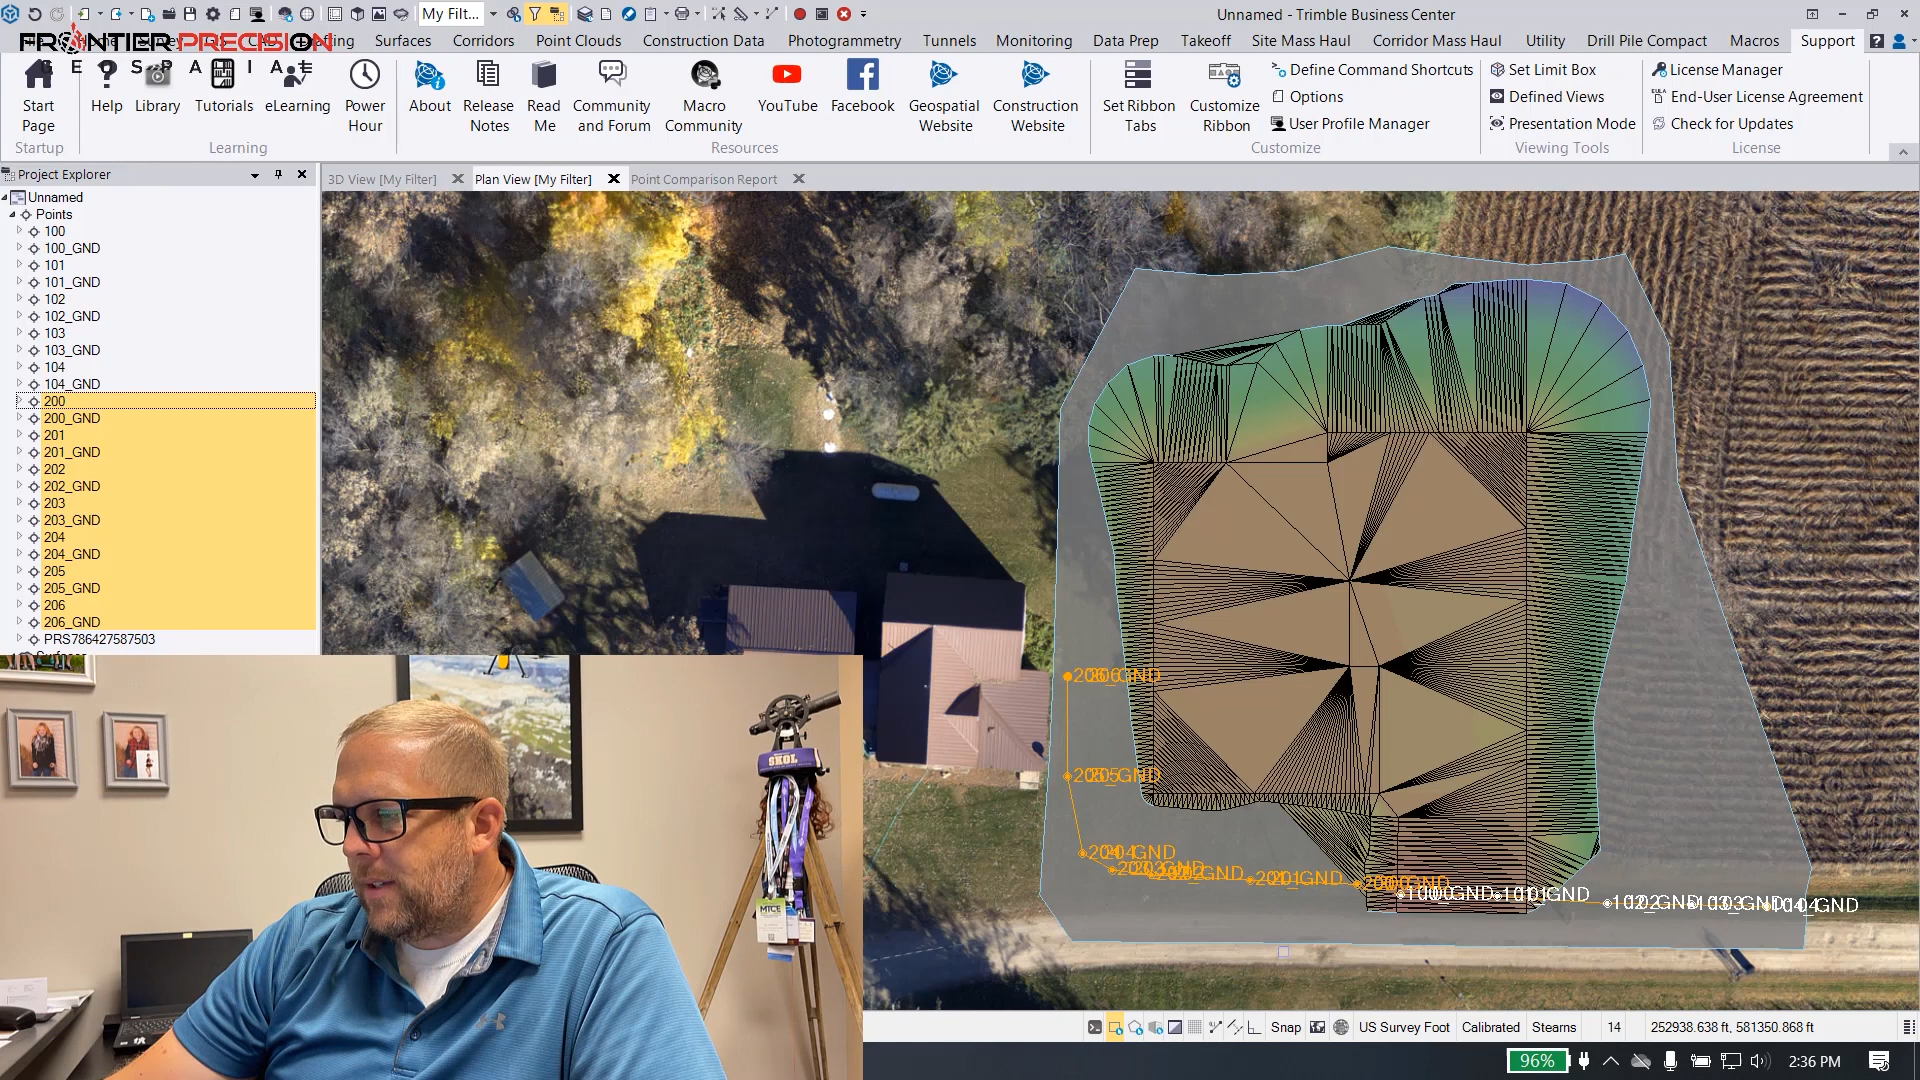 My Filt...
Unnamed - Trimble Business Center
FRONTIER PRECISION
GEOSPATIAL
Drafting
Surfaces
Corridors
Point Clouds
Construction Data
Photogrammetry
Tunnels
Monitoring
Data Prep
Takeoff
Site Mass Haul
Corridor Mass Haul
Utility
Drill Pile Compact
Macros
Support
Start Page
Help
Library
Tutorials
eLearning
Power Hour
About
Release Notes
Read Me
Community and Forum
Macro Community
YouTube
Facebook
Geospatial Website
Construction Website
Set Ribbon Tabs
Customize Ribbon
Define Command Shortcuts
Options
User Profile Manager
Set Limit Box
Defined Views
Presentation Mode
License Manager
EULA End-User License Agreement
Check for Updates
Startup
Learning
Resources
Customize
Viewing Tools
License
Project Explorer
3D View [My Filter]
Plan View [My Filter]
Point Comparison Report
Unnamed
Points
100
100_GND
101
101_GND
102
102_GND
103
103_GND
104
104_GND
200
200_GND
201
201_GND
202
202_GND
203
203_GND
204
204_GND
205
205_GND
206
206_GND
PRS786427587503
SKOL
MTCE
Snap
US Survey Foot
Calibrated
Stearns
14
252938.638 ft, 581350.868 ft
96%
2:36 PM